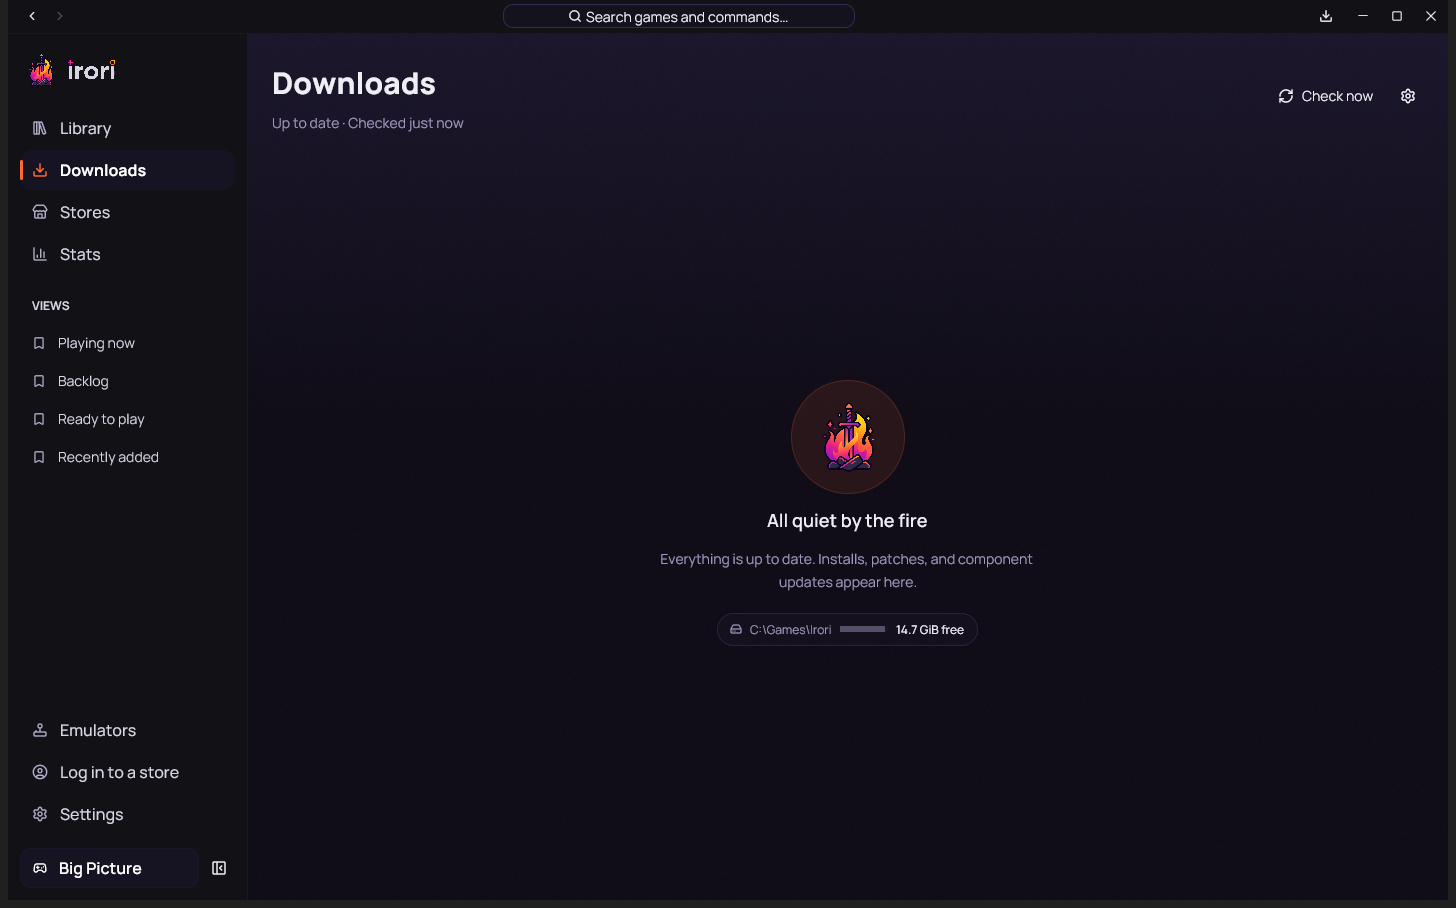 Search games and commands...
irori
Library
Downloads
Stores
Stats
VIEWS
Playing now
Backlog
Ready to play
Recently added
Emulators
Log in to a store
Settings
Big Picture
Downloads
Up to date · Checked just now
Check now
All quiet by the fire
Everything is up to date. Installs, patches, and component
updates appear here.
C:\Games\Irori 14.7 GiB free